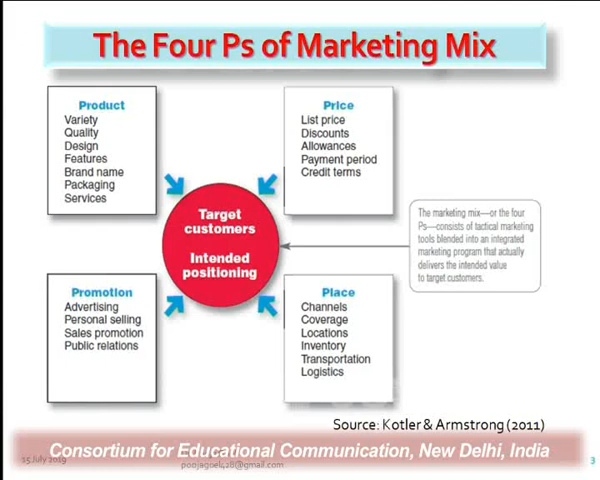 The Four Ps of Marketing Mix
Product
Variety
Quality
Design
Features
Brand name
Packaging
Services
Price
List price
Discounts
Allowances
Payment period
Credit terms
Target
customers
Intended
positioning
The marketing mix—or the four
Ps—consists of tactical marketing
tools blended into an integrated
marketing program that actually
delivers the intended value
to target customers.
Promotion
Advertising
Personal selling
Sales promotion
Public relations
Place
Channels
Coverage
Locations
Inventory
Transportation
Logistics
Source: Kotler & Armstrong (2011)
Consortium for Educational Communication, New Delhi, India
15 July 2019
3